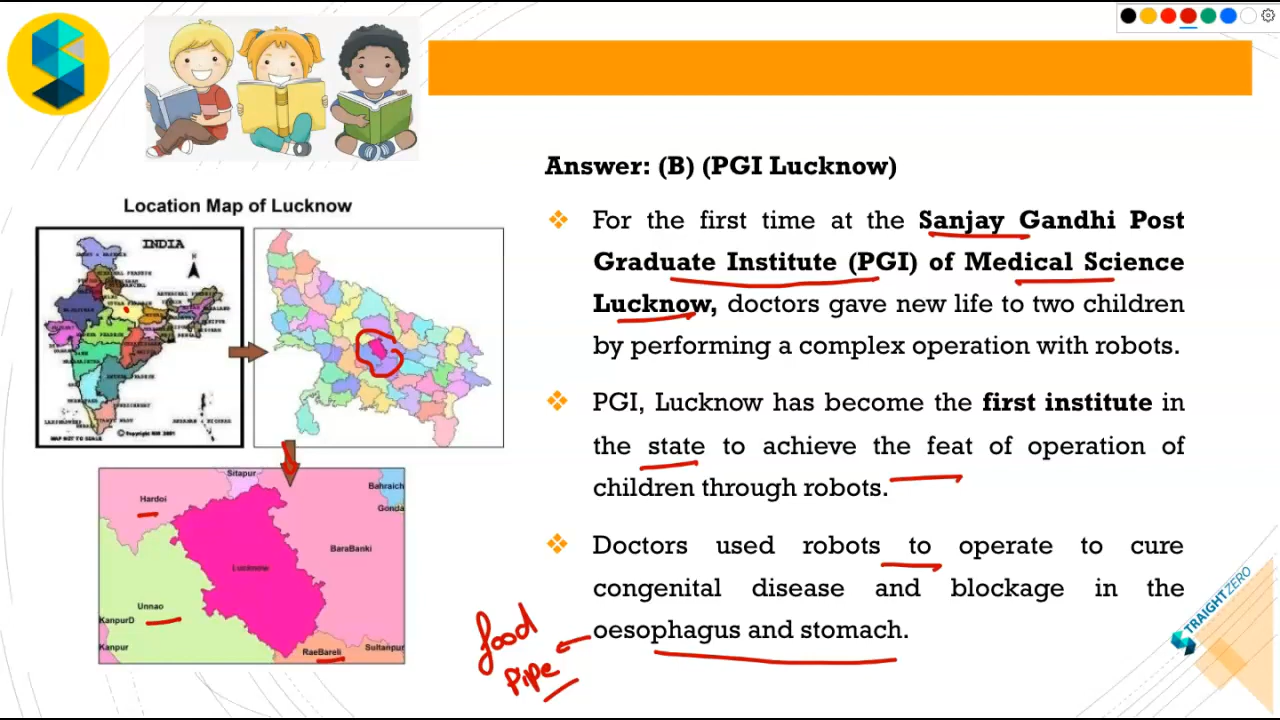 Answer: (B) (PGI Lucknow)
Location Map of Lucknow
INDIA
❖ For the first time at the Sanjay Gandhi Post
Graduate Institute (PGI) of Medical Science
Lucknow, doctors gave new life to two children
by performing a complex operation with robots.
❖ PGI, Lucknow has become the first institute in
the state to achieve the feat of operation of
children through robots.
❖ Doctors used robots to operate to cure
congenital disease and blockage in the
oesophagus and stomach.
food
pipe
Sitapur
Hardoi
Bahraich
Gonda
BaraBanki
Lucknow
Unnao
KanpurD
Kanpur
RaeBareli
Sultanpur
STRAIGHTZERO